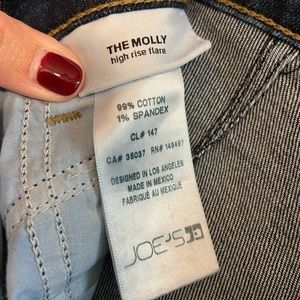 THE MOLLY
high rise flare
99% COTTON
1% SPANDEX
CL# 147
CA# 35037 RN# 149497
DESIGNED IN LOS ANGELES
MADE IN MEXICO
FABRIQUÉ AU MEXIQUE
JOE'S